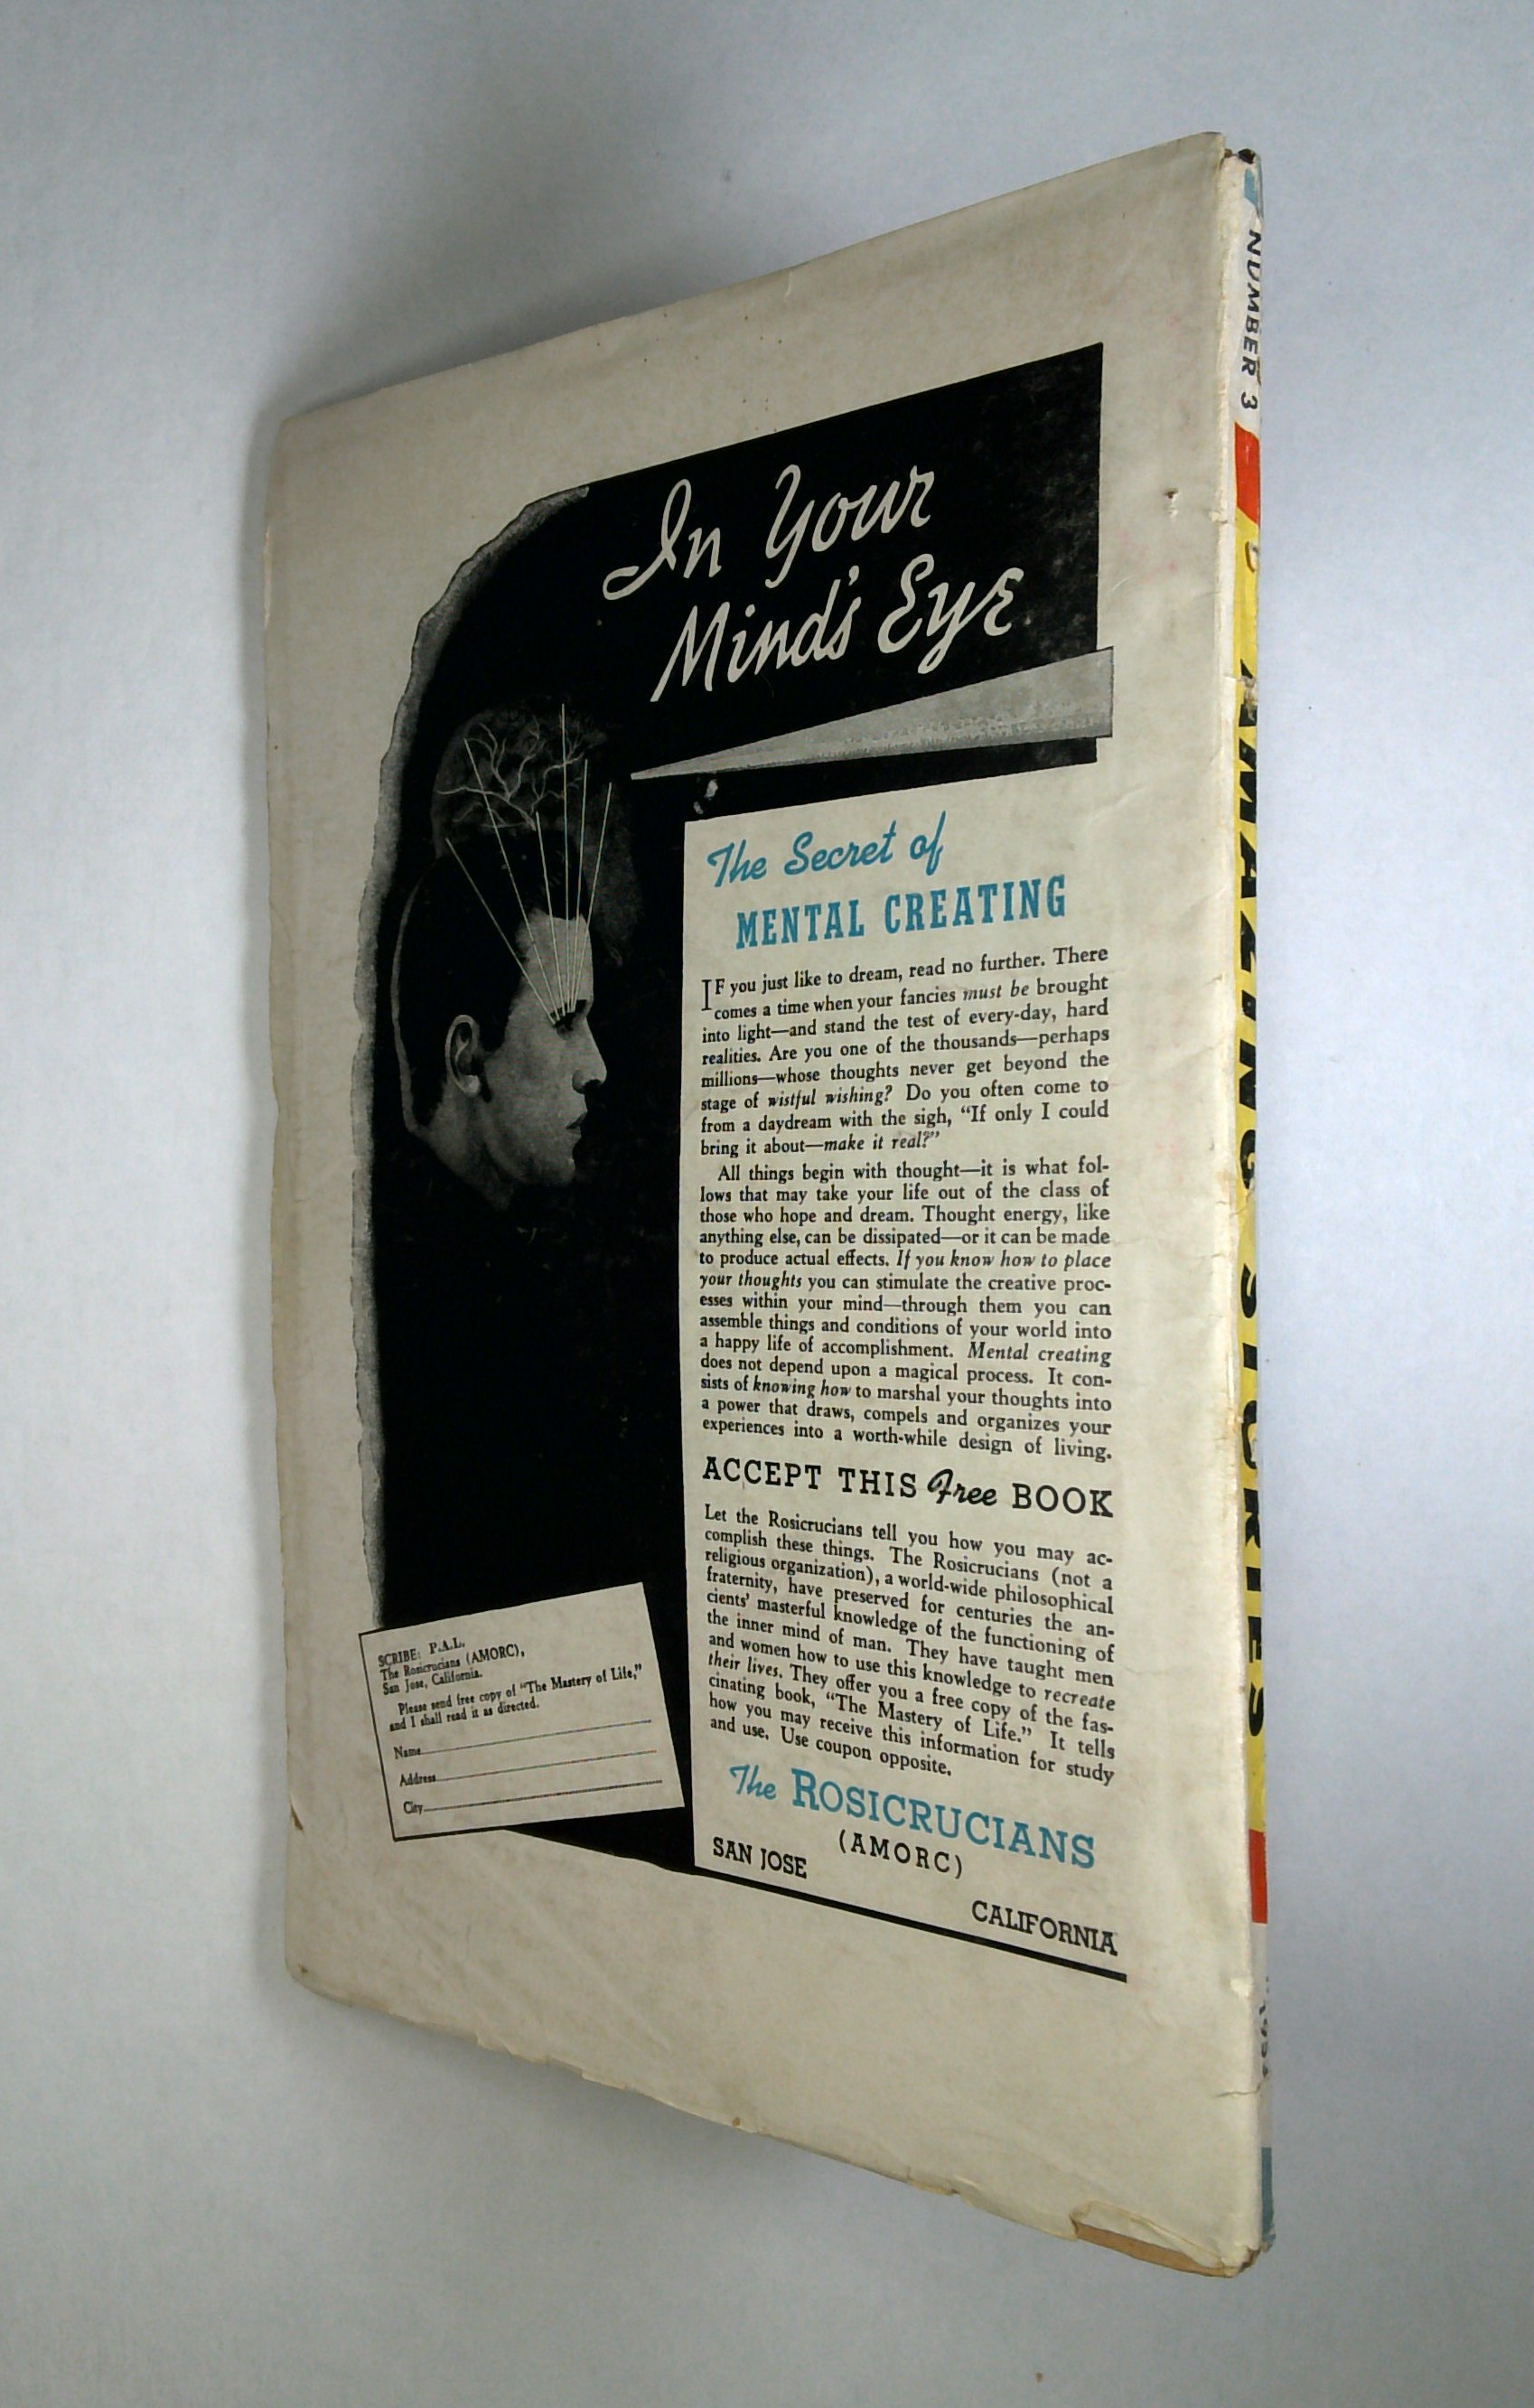 In Your
Mind's Eye
The Secret of
MENTAL CREATING
IF you just like to dream, read no further. There
comes a time when your fancies must be brought
into light—and stand the test of every-day, hard
realities. Are you one of the thousands—perhaps
millions—whose thoughts never get beyond the
stage of wistful wishing? Do you often come to
from a daydream with the sigh, "If only I could
bring it about—make it real?"
All things begin with thought—it is what fol-
lows that may take your life out of the class of
those who hope and dream. Thought energy, like
anything else, can be dissipated—or it can be made
to produce actual effects. If you know how to place
your thoughts you can stimulate the creative proc-
esses within your mind—through them you can
assemble things and conditions of your world into
a happy life of accomplishment. Mental creating
does not depend upon a magical process. It con-
sists of knowing how to marshal your thoughts into
a power that draws, compels and organizes your
experiences into a worth-while design of living.
ACCEPT THIS Free BOOK
Let the Rosicrucians tell you how you may ac-
complish these things. The Rosicrucians (not a
religious organization), a world-wide philosophical
fraternity, have preserved for centuries the an-
cients' masterful knowledge of the functioning of
the inner mind of man. They have taught men
and women how to use this knowledge to recreate
their lives. They offer you a free copy of the fas-
cinating book, "The Mastery of Life." It tells
how you may receive this information for study
and use. Use coupon opposite.
The ROSICRUCIANS
(AMORC)
SAN JOSE
CALIFORNIA
SCRIBE: P.A.L.
The Rosicrucians (AMORC),
San Jose, California.
Please send free copy of "The Mastery of Life,"
and I shall read it as directed.
Name
Address
City
NUMBER 3
AMAZING STORIES